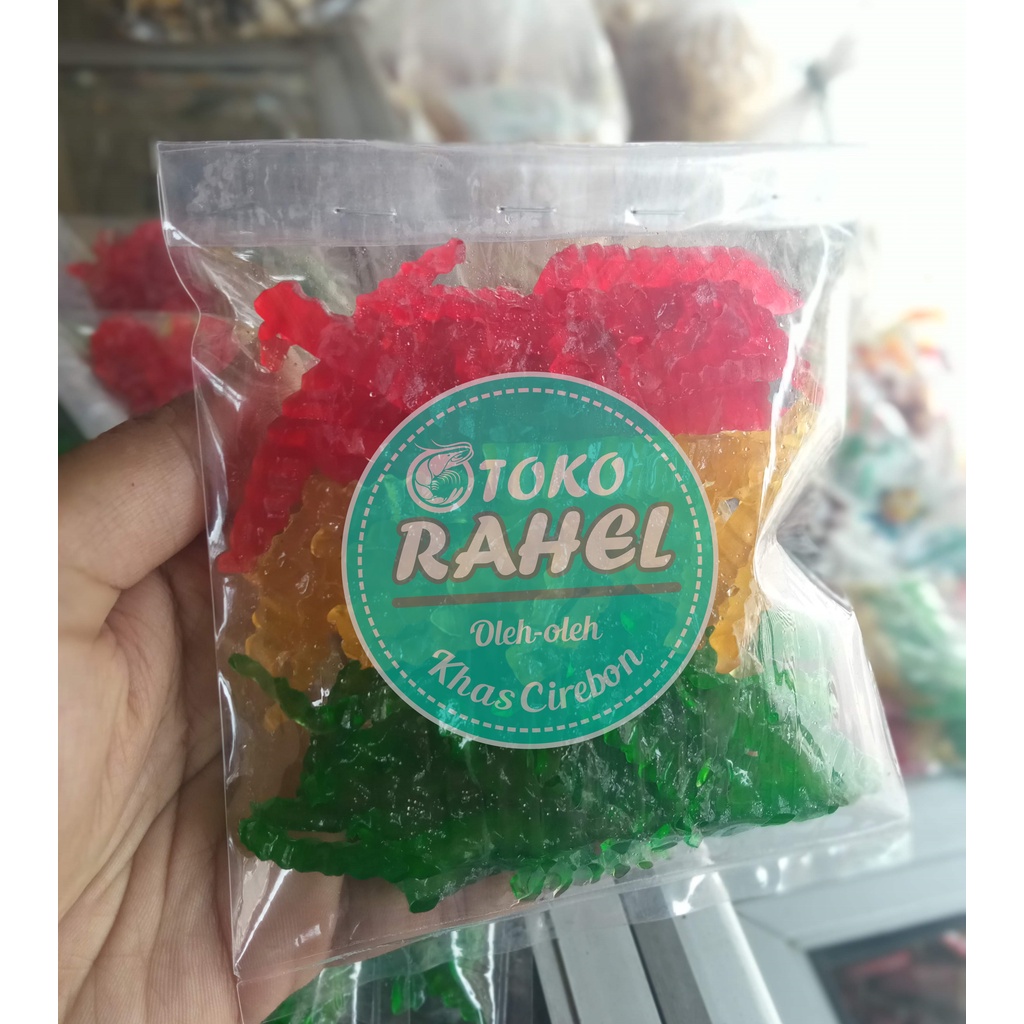 TOKO
RAHEL
Oleh-oleh
Khas Cirebon